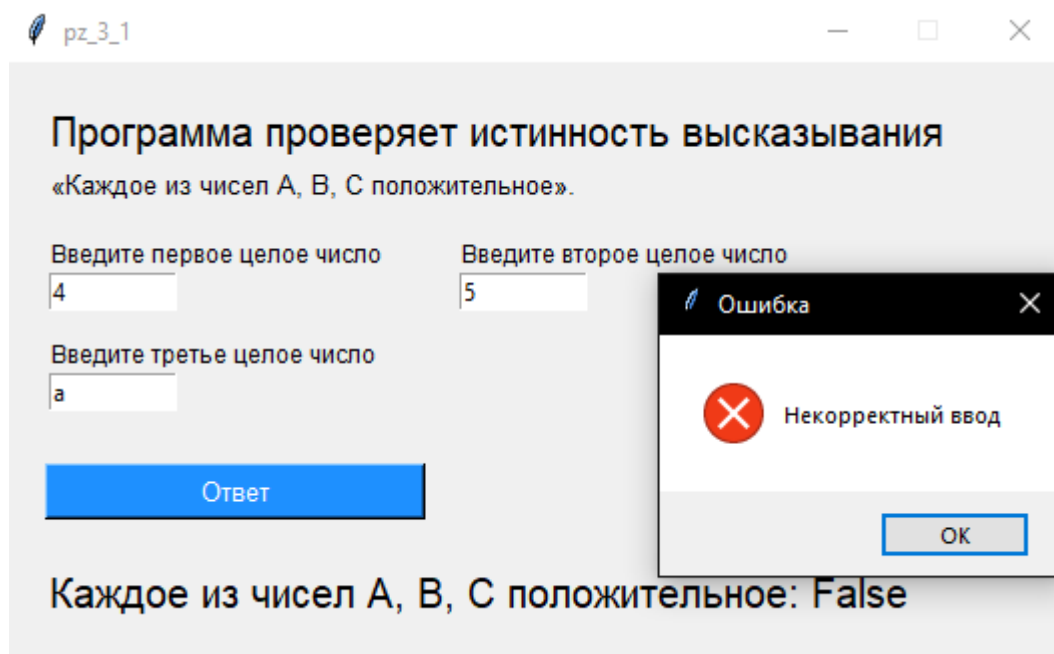 pz_3_1
Программа проверяет истинность высказывания
«Каждое из чисел A, B, C положительное».
Введите первое целое число
Введите второе целое число
4
5
Введите третье целое число
a
Ответ
Каждое из чисел A, B, C положительное: False
Ошибка
Некорректный ввод
OK